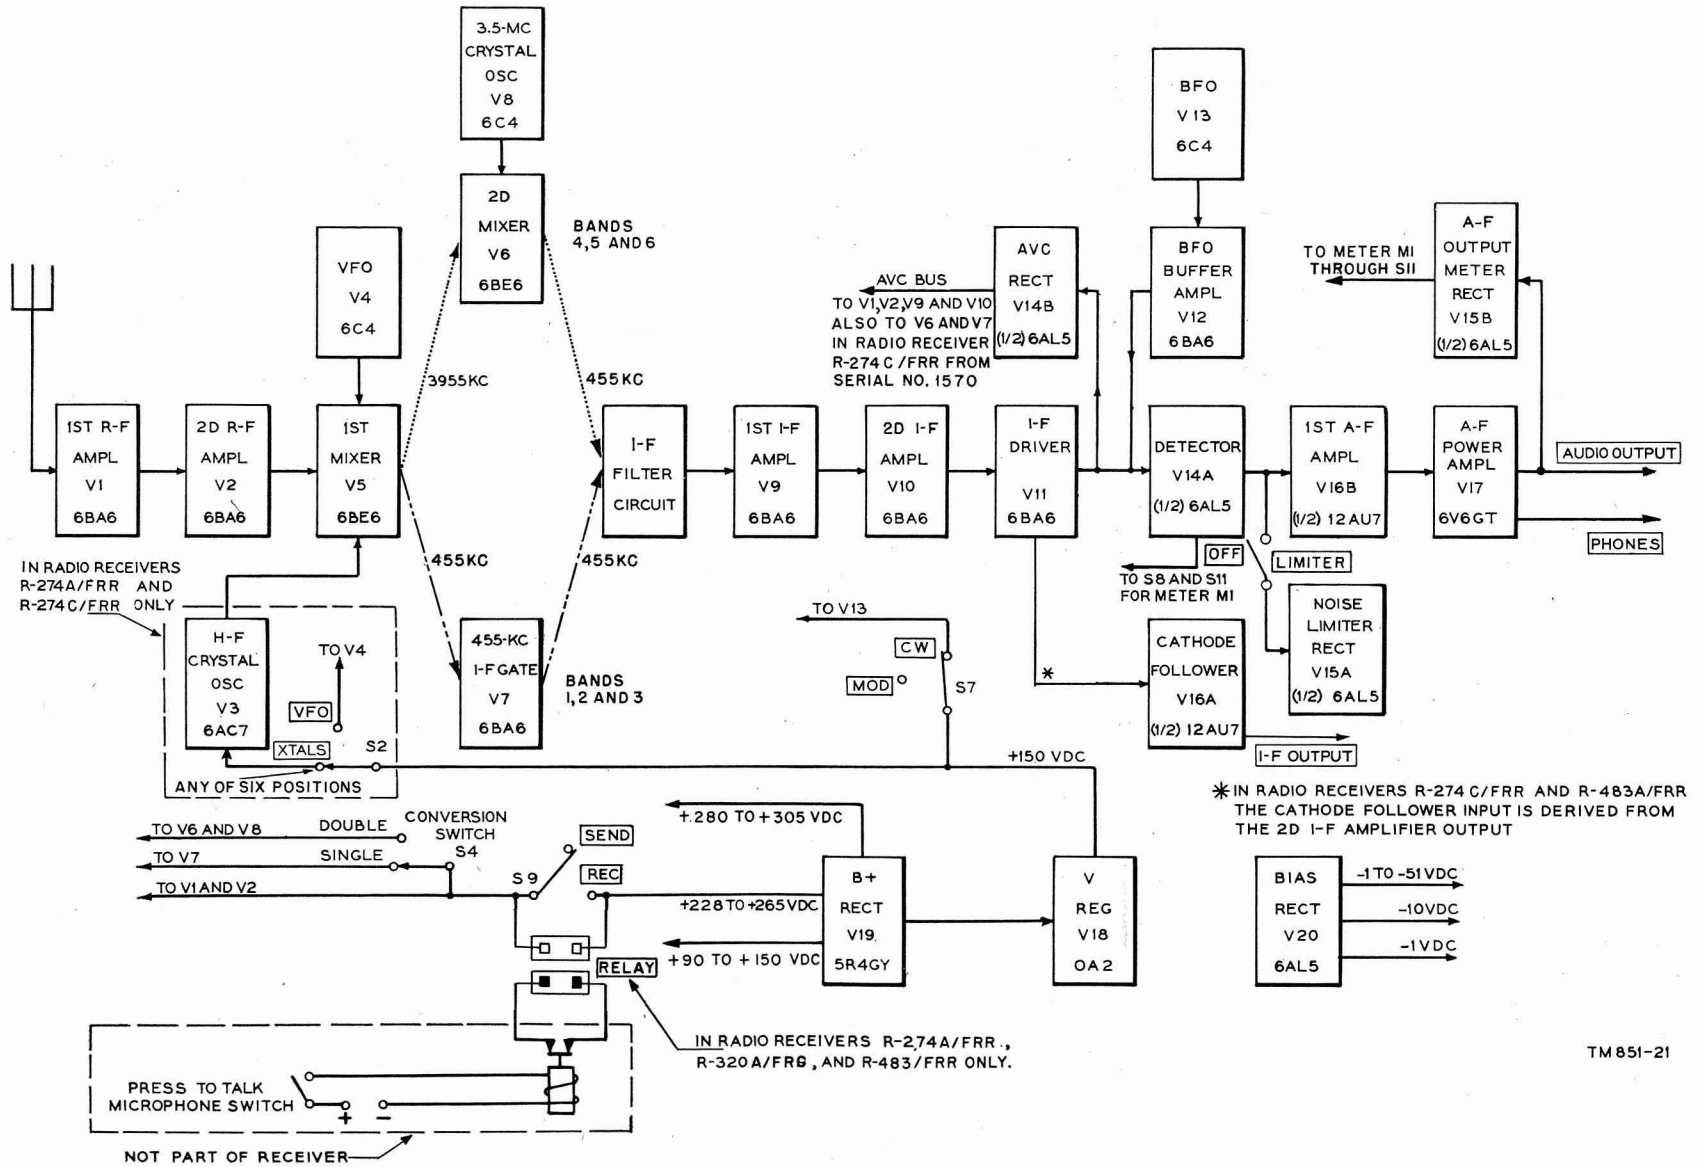 3.5-MC
CRYSTAL
OSC
V8
6C4
2D
MIXER
V6
6BE6
BANDS
4,5 AND 6
VFO
V4
6C4
BFO
V13
6C4
AVC
RECT
V14B
(1/2) 6AL5
AVC BUS
TO V1,V2,V9 AND V10
ALSO TO V6 AND V7
IN RADIO RECEIVER
R-274C/FRR FROM
SERIAL NO. 1570
BFO
BUFFER
AMPL
V12
6BA6
TO METER M1
THROUGH S11
A-F
OUTPUT
METER
RECT
V15B
(1/2) 6AL5
3955KC
455KC
1ST R-F
AMPL
V1
6BA6
2D R-F
AMPL
V2
6BA6
1ST
MIXER
V5
6BE6
I-F
FILTER
CIRCUIT
1ST I-F
AMPL
V9
6BA6
2D I-F
AMPL
V10
6BA6
I-F
DRIVER
V11
6BA6
DETECTOR
V14A
(1/2) 6AL5
1ST A-F
AMPL
V16B
(1/2) 12AU7
A-F
POWER
AMPL
V17
6V6GT
AUDIO OUTPUT
PHONES
455KC
455KC
IN RADIO RECEIVERS
R-274A/FRR AND
R-274C/FRR ONLY
H-F
CRYSTAL
OSC
V3
6AC7
TO V4
VFO
XTALS
S2
ANY OF SIX POSITIONS
455-KC
I-F GATE
V7
6BA6
BANDS
1,2 AND 3
TO V13
CW
MOD
S7
*
TO S8 AND S11
FOR METER M1
OFF
LIMITER
CATHODE
FOLLOWER
V16A
(1/2) 12AU7
NOISE
LIMITER
RECT
V15A
(1/2) 6AL5
I-F OUTPUT
+150 VDC
* IN RADIO RECEIVERS R-274C/FRR AND R-483A/FRR
THE CATHODE FOLLOWER INPUT IS DERIVED FROM
THE 2D I-F AMPLIFIER OUTPUT
TO V6 AND V8
DOUBLE
CONVERSION
SWITCH
S4
TO V7
SINGLE
TO V1 AND V2
S9
SEND
REC
+280 TO +305 VDC
+228 TO +265VDC
+90 TO +150 VDC
B+
RECT
V19
5R4GY
V
REG
V18
OA2
BIAS
RECT
V20
6AL5
-1 TO -51VDC
-10VDC
-1VDC
RELAY
IN RADIO RECEIVERS R-274A/FRR,
R-320A/FRG, AND R-483/FRR ONLY.
PRESS TO TALK
MICROPHONE SWITCH
+ -
NOT PART OF RECEIVER
TM851-21